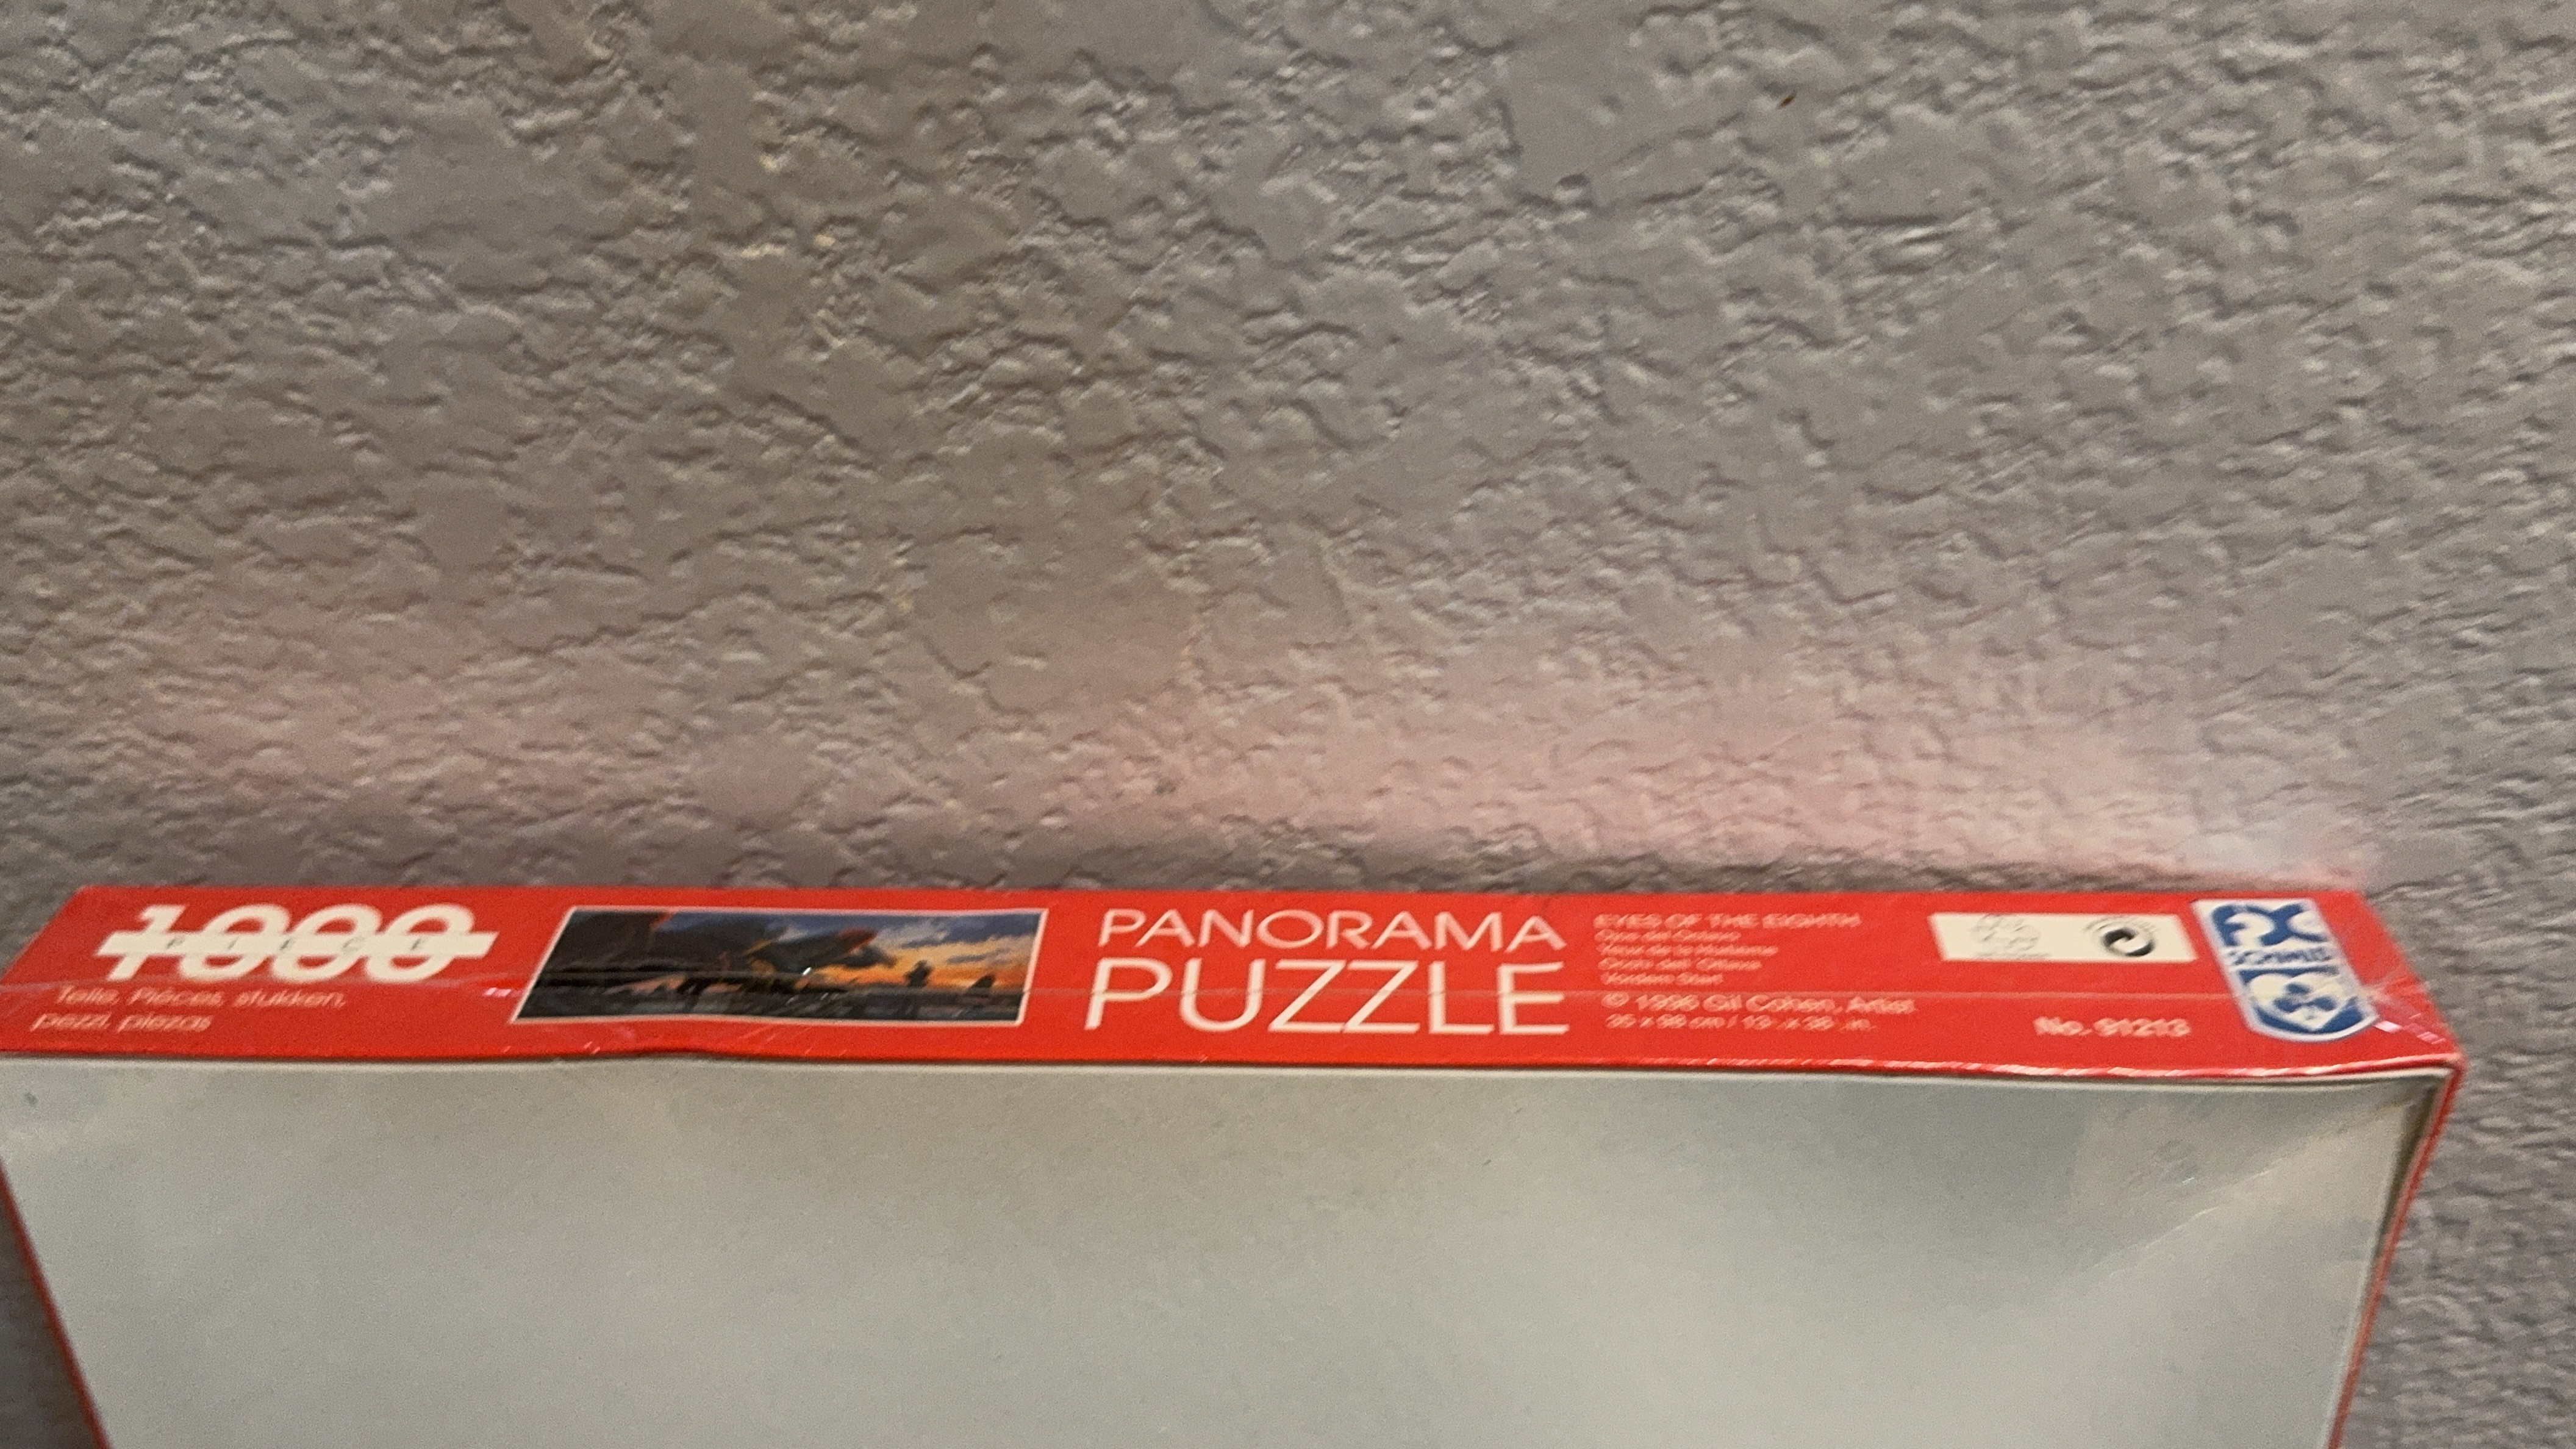 1000
PIECE
Teile, Pièces, stukken,
pezzi, piezas
PANORAMA
PUZZLE
EYES OF THE EIGHTH
© 1996 Gil Cohen, Artist
No. 91213
FX
SCHMID